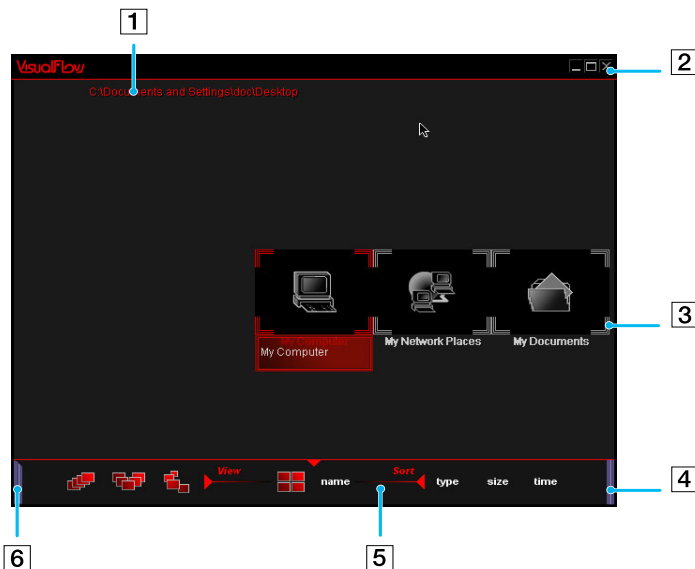 1
VisualFlow
2
C:\Documents and Settings\doc\Desktop
My Computer
My Network Places
My Documents
3
My Computer
View
Sort
name
type
size
time
4
6
5